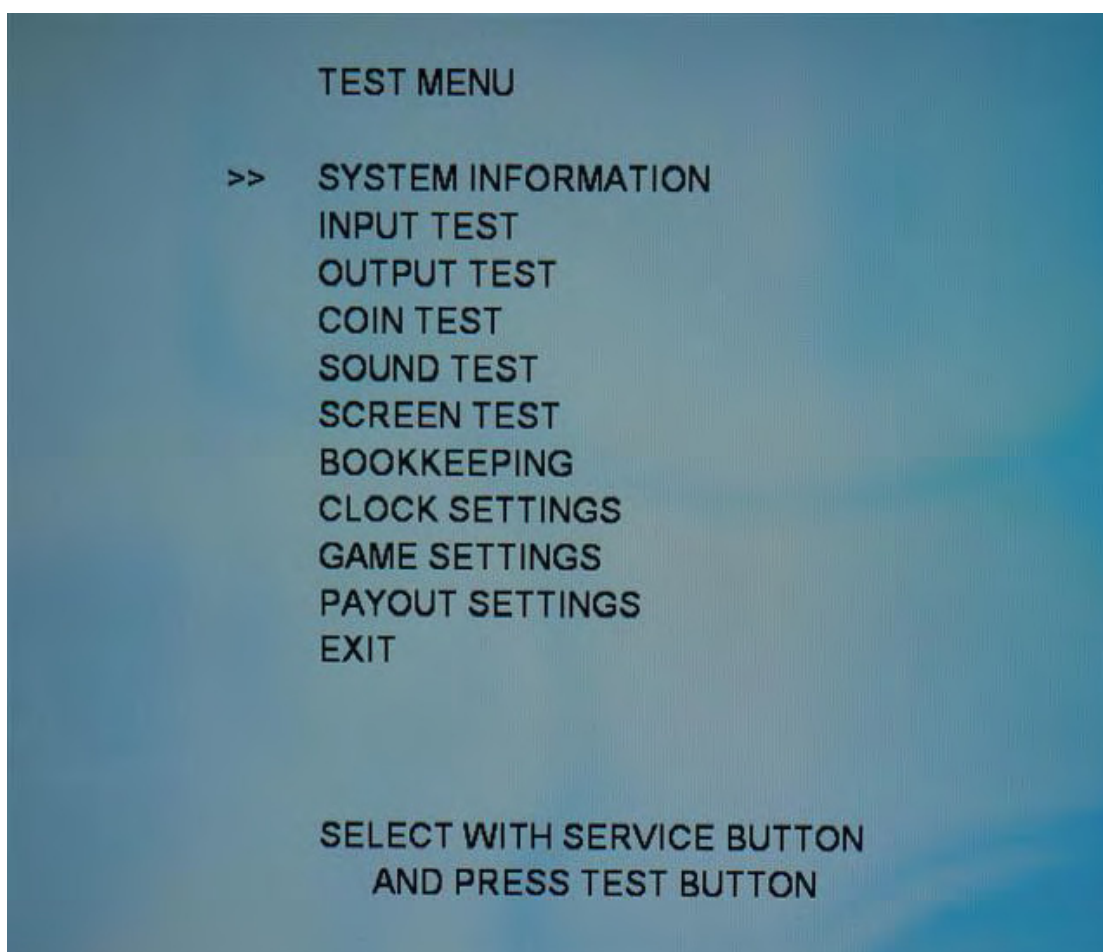 TEST MENU
>> SYSTEM INFORMATION
INPUT TEST
OUTPUT TEST
COIN TEST
SOUND TEST
SCREEN TEST
BOOKKEEPING
CLOCK SETTINGS
GAME SETTINGS
PAYOUT SETTINGS
EXIT
SELECT WITH SERVICE BUTTON
AND PRESS TEST BUTTON